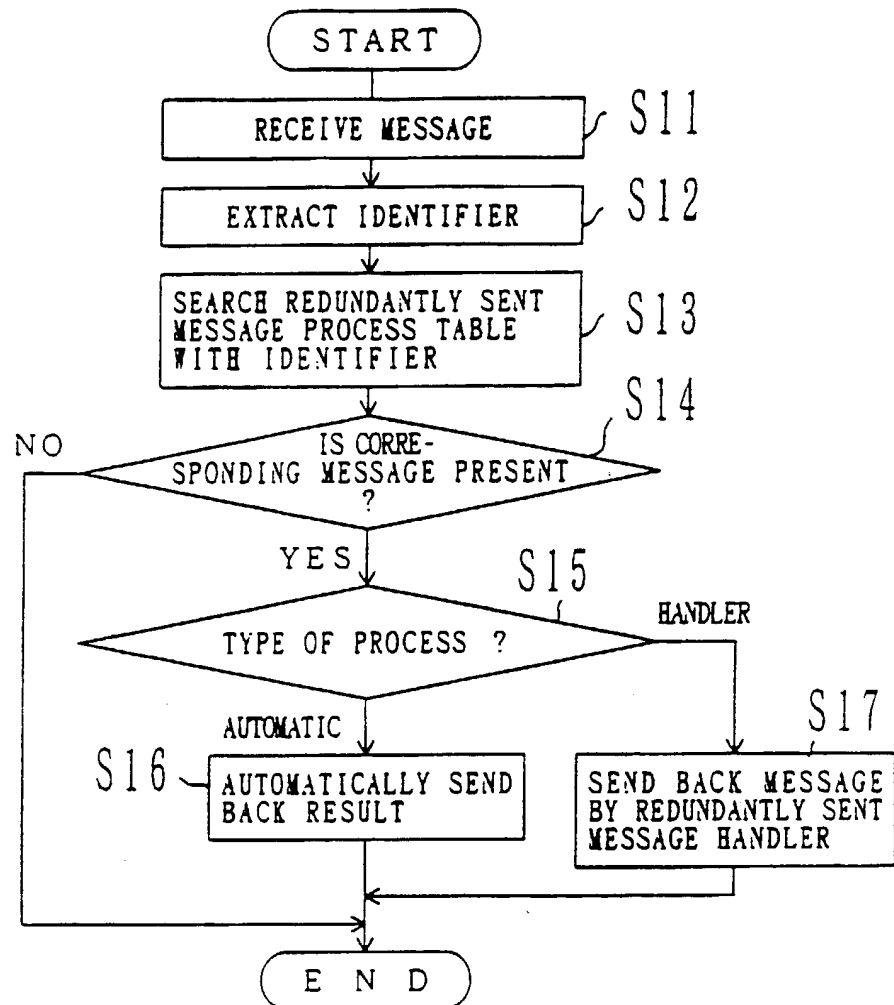 START
RECEIVE MESSAGE
S11
EXTRACT IDENTIFIER
S12
SEARCH REDUNDANTLY SENT
MESSAGE PROCESS TABLE
WITH IDENTIFIER
S13
S14
NO
IS CORRE-
SPONDING MESSAGE PRESENT
?
YES
S15
HANDLER
TYPE OF PROCESS ?
AUTOMATIC
S16
AUTOMATICALLY SEND
BACK RESULT
S17
SEND BACK MESSAGE
BY REDUNDANTLY SENT
MESSAGE HANDLER
END